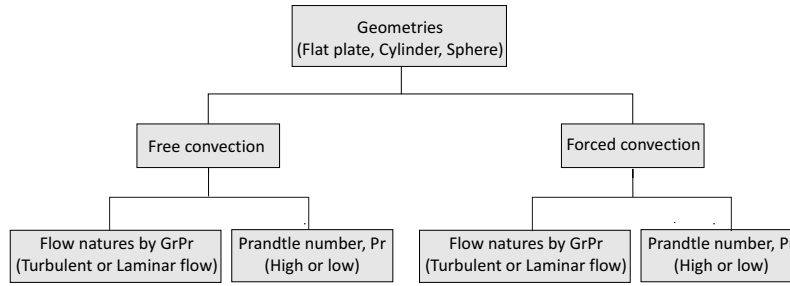 Geometries
(Flat plate, Cylinder, Sphere)
Free convection
Forced convection
Flow natures by GrPr
(Turbulent or Laminar flow)
Prandtle number, Pr
(High or low)
Flow natures by GrPr
(Turbulent or Laminar flow)
Prandtle number, Pr
(High or low)